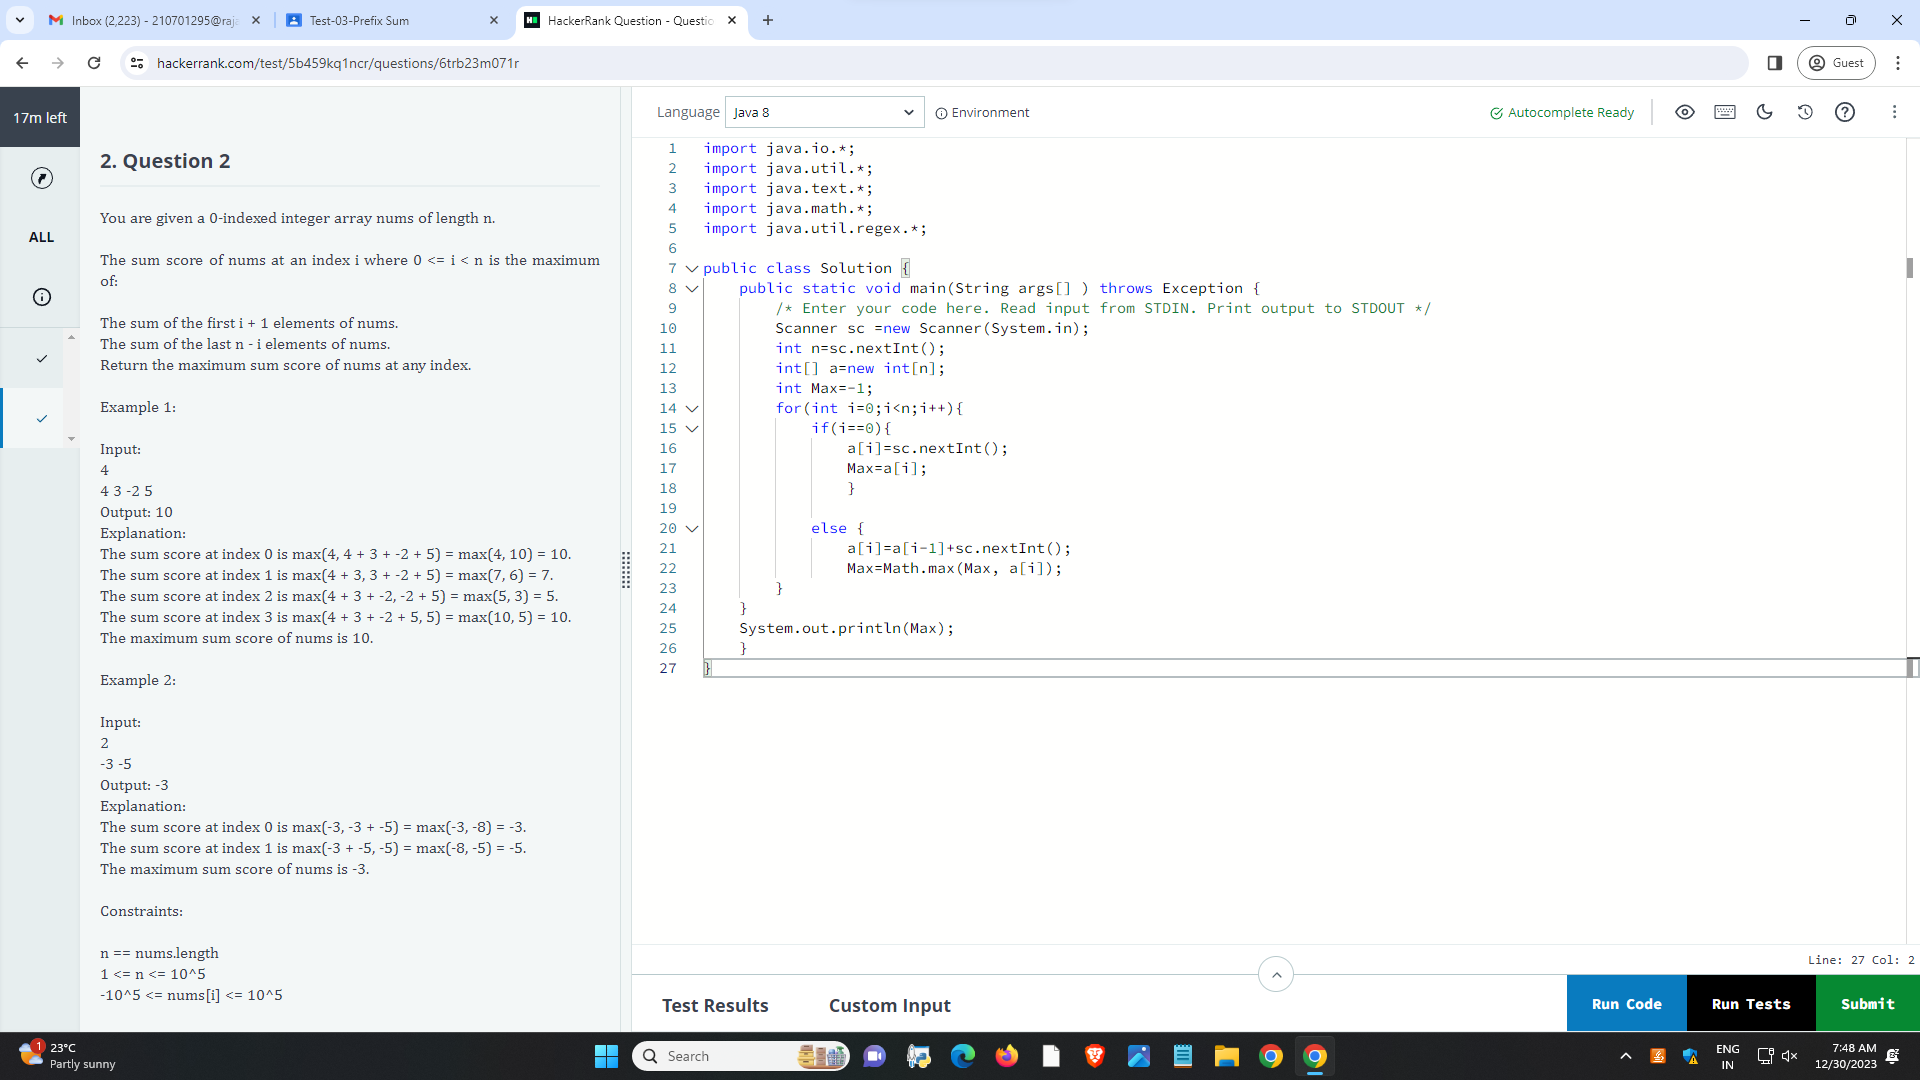 Inbox (2,223) - 210701295@raja
Test-03-Prefix Sum
HackerRank Question - Questio
hackerrank.com/test/5b459kq1ncr/questions/6trb23m071r
Guest
17m left
ALL
2. Question 2
You are given a 0-indexed integer array nums of length n.
The sum score of nums at an index i where 0 <= i < n is the maximum
of:
The sum of the first i + 1 elements of nums.
The sum of the last n - i elements of nums.
Return the maximum sum score of nums at any index.
Example 1:
Input:
4
4 3 -2 5
Output: 10
Explanation:
The sum score at index 0 is max(4, 4 + 3 + -2 + 5) = max(4, 10) = 10.
The sum score at index 1 is max(4 + 3, 3 + -2 + 5) = max(7, 6) = 7.
The sum score at index 2 is max(4 + 3 + -2, -2 + 5) = max(5, 3) = 5.
The sum score at index 3 is max(4 + 3 + -2 + 5, 5) = max(10, 5) = 10.
The maximum sum score of nums is 10.
Example 2:
Input:
2
-3 -5
Output: -3
Explanation:
The sum score at index 0 is max(-3, -3 + -5) = max(-3, -8) = -3.
The sum score at index 1 is max(-3 + -5, -5) = max(-8, -5) = -5.
The maximum sum score of nums is -3.
Constraints:
n == nums.length
1 <= n <= 10^5
-10^5 <= nums[i] <= 10^5
Language Java 8 Environment Autocomplete Ready
1 import java.io.*;
2 import java.util.*;
3 import java.text.*;
4 import java.math.*;
5 import java.util.regex.*;
6
7 public class Solution {
8 public static void main(String args[] ) throws Exception {
9 /* Enter your code here. Read input from STDIN. Print output to STDOUT */
10 Scanner sc =new Scanner(System.in);
11 int n=sc.nextInt();
12 int[] a=new int[n];
13 int Max=-1;
14 for(int i=0;i<n;i++){
15 if(i==0){
16 a[i]=sc.nextInt();
17 Max=a[i];
18 }
19
20 else {
21 a[i]=a[i-1]+sc.nextInt();
22 Max=Math.max(Max, a[i]);
23 }
24 }
25 System.out.println(Max);
26 }
27 }
Line: 27 Col: 2
Test Results Custom Input Run Code Run Tests Submit
1
23°C
Partly sunny
Search
ENG
IN
7:48 AM
12/30/2023